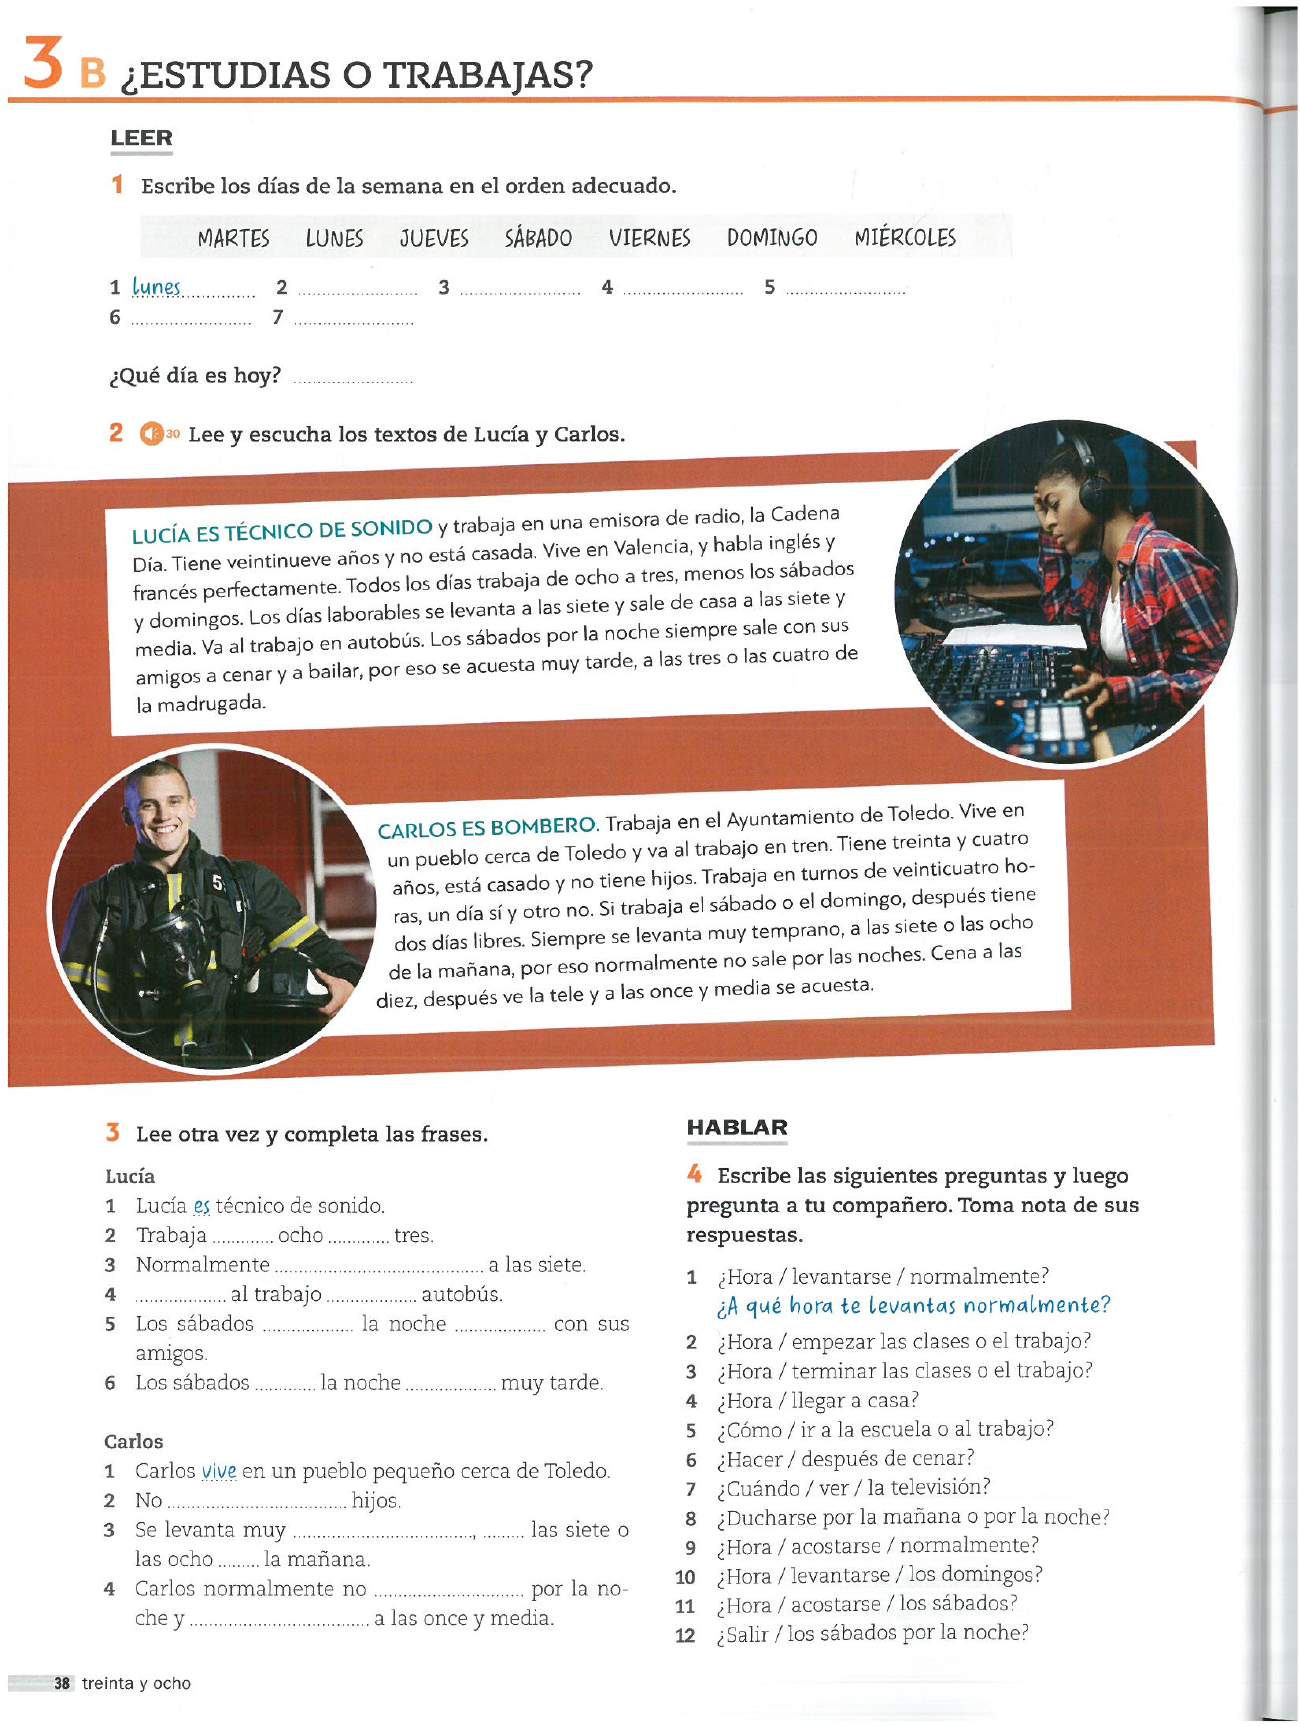 3 B ¿ESTUDIAS O TRABAJAS?
LEER
1 Escribe los días de la semana en el orden adecuado.
MARTES LUNES JUEVES SÁBADO VIERNES DOMINGO MIÉRCOLES
1 lunes 2 ........ 3 ........ 4 ........ 5 ........
6 ........ 7 ........
¿Qué día es hoy? ........
2 30 Lee y escucha los textos de Lucía y Carlos.
LUCÍA ES TÉCNICO DE SONIDO y trabaja en una emisora de radio, la Cadena
Día. Tiene veintinueve años y no está casada. Vive en Valencia, y habla inglés y
francés perfectamente. Todos los días trabaja de ocho a tres, menos los sábados
y domingos. Los días laborables se levanta a las siete y sale de casa a las siete y
media. Va al trabajo en autobús. Los sábados por la noche siempre sale con sus
amigos a cenar y a bailar, por eso se acuesta muy tarde, a las tres o las cuatro de
la madrugada.
5
CARLOS ES BOMBERO. Trabaja en el Ayuntamiento de Toledo. Vive en
un pueblo cerca de Toledo y va al trabajo en tren. Tiene treinta y cuatro
años, está casado y no tiene hijos. Trabaja en turnos de veinticuatro ho-
ras, un día sí y otro no. Si trabaja el sábado o el domingo, después tiene
dos días libres. Siempre se levanta muy temprano, a las siete o las ocho
de la mañana, por eso normalmente no sale por las noches. Cena a las
diez, después ve la tele y a las once y media se acuesta.
3 Lee otra vez y completa las frases.
Lucía
1 Lucía es técnico de sonido.
2 Trabaja ........ ocho ........ tres.
3 Normalmente ........ a las siete.
4 ........ al trabajo ........ autobús.
5 Los sábados ........ la noche ........ con sus
amigos.
6 Los sábados ........ la noche ........ muy tarde.
Carlos
1 Carlos vive en un pueblo pequeño cerca de Toledo.
2 No ........ hijos.
3 Se levanta muy ........, ........ las siete o
las ocho ........ la mañana.
4 Carlos normalmente no ........ por la no-
che y ........ a las once y media.
HABLAR
4 Escribe las siguientes preguntas y luego
pregunta a tu compañero. Toma nota de sus
respuestas.
1 ¿Hora / levantarse / normalmente?
¿A qué hora te levantas normalmente?
2 ¿Hora / empezar las clases o el trabajo?
3 ¿Hora / terminar las clases o el trabajo?
4 ¿Hora / llegar a casa?
5 ¿Cómo / ir a la escuela o al trabajo?
6 ¿Hacer / después de cenar?
7 ¿Cuándo / ver / la televisión?
8 ¿Ducharse por la mañana o por la noche?
9 ¿Hora / acostarse / normalmente?
10 ¿Hora / levantarse / los domingos?
11 ¿Hora / acostarse / los sábados?
12 ¿Salir / los sábados por la noche?
38 treinta y ocho